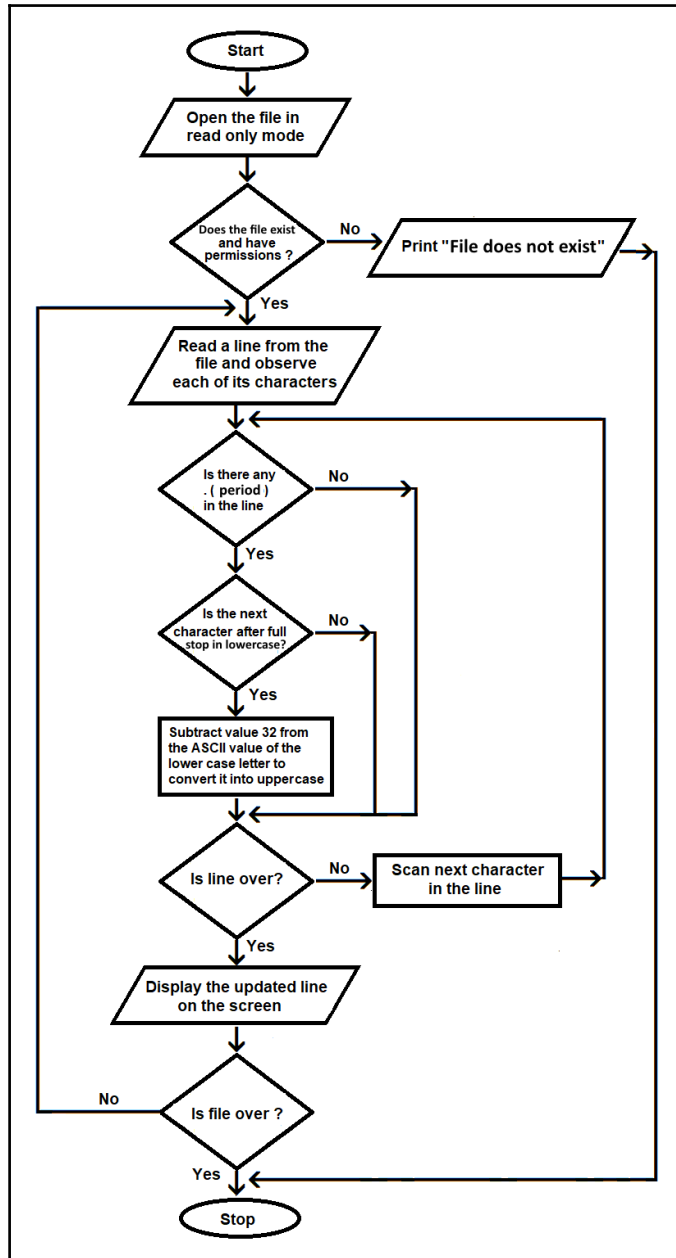 Start
Open the file in
read only mode
Does the file exist
and have
permissions ?
No
Print "File does not exist"
Yes
Read a line from the
file and observe
each of its characters
Is there any
. ( period )
in the line
No
Yes
Is the next
character after full
stop in lowercase?
No
Yes
Subtract value 32 from
the ASCII value of the
lower case letter to
convert it into uppercase
Is line over?
No
Scan next character
in the line
Yes
Display the updated line
on the screen
Is file over ?
No
Yes
Stop